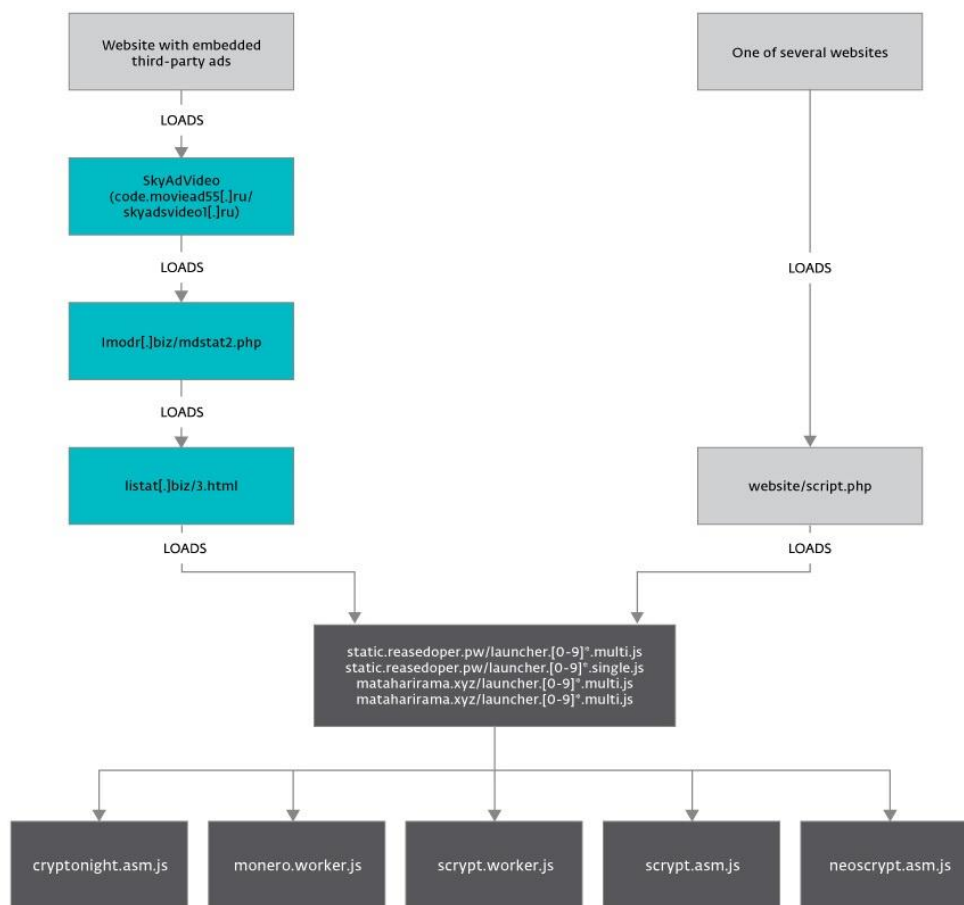 Website with embedded
third-party ads
One of several websites
LOADS
SkyAdVideo
(code.moviead55[.]ru/
skyadsvideo1[.]ru)
LOADS
LOADS
lmodr[.]biz/mdstat2.php
LOADS
listat[.]biz/3.html
website/script.php
LOADS
LOADS
static.reasedoper.pw/launcher.[0-9]*.multi.js
static.reasedoper.pw/launcher.[0-9]*.single.js
mataharirama.xyz/launcher.[0-9]*.multi.js
mataharirama.xyz/launcher.[0-9]*.multi.js
cryptonight.asm.js
monero.worker.js
scrypt.worker.js
scrypt.asm.js
neoscrypt.asm.js